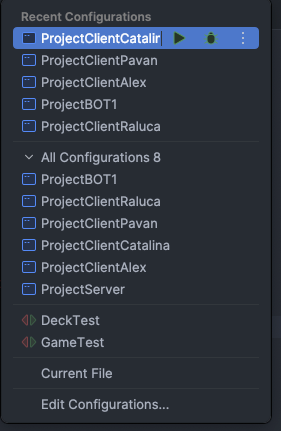 Recent Configurations
ProjectClientCatalin
ProjectClientPavan
ProjectClientAlex
ProjectBOT1
ProjectClientRaluca
All Configurations 8
ProjectBOT1
ProjectClientRaluca
ProjectClientPavan
ProjectClientCatalina
ProjectClientAlex
ProjectServer
DeckTest
GameTest
Current File
Edit Configurations...